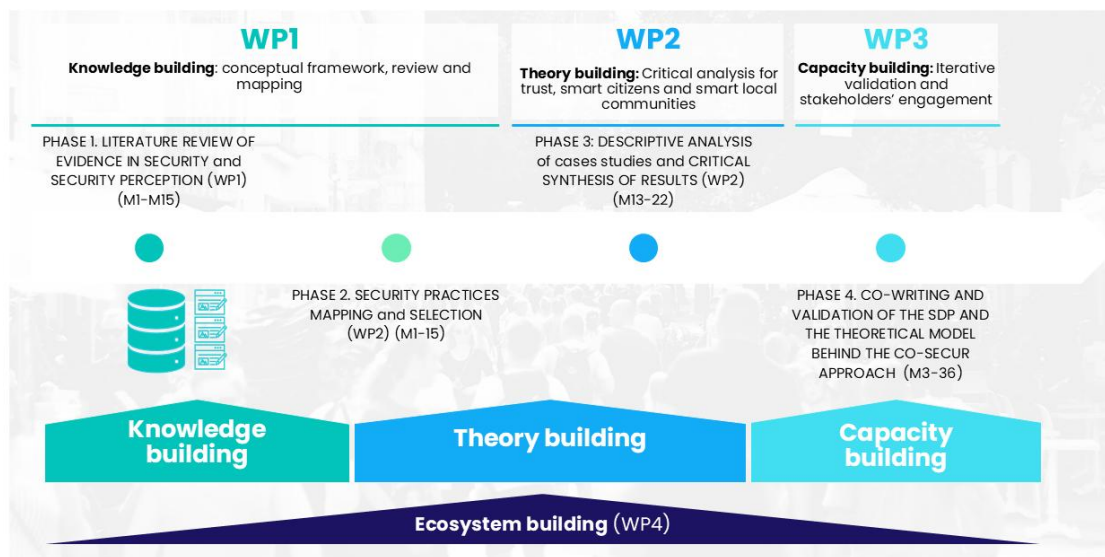 WP1
Knowledge building: conceptual framework, review and
mapping
WP2
Theory building: Critical analysis for
trust, smart citizens and smart local
communities
WP3
Capacity building: Iterative
validation and
stakeholders’ engagement
PHASE 1. LITERATURE REVIEW OF
EVIDENCE IN SECURITY and
SECURITY PERCEPTION (WP1)
(M1-M15)
PHASE 3: DESCRIPTIVE ANALYSIS
of cases studies and CRITICAL
SYNTHESIS OF RESULTS (WP2)
(M13-22)
PHASE 2. SECURITY PRACTICES
MAPPING and SELECTION
(WP2) (M1-15)
PHASE 4. CO-WRITING AND
VALIDATION OF THE SDP AND
THE THEORETICAL MODEL
BEHIND THE CO-SECUR
APPROACH (M3-36)
Knowledge
building
Theory building
Capacity
building
Ecosystem building (WP4)